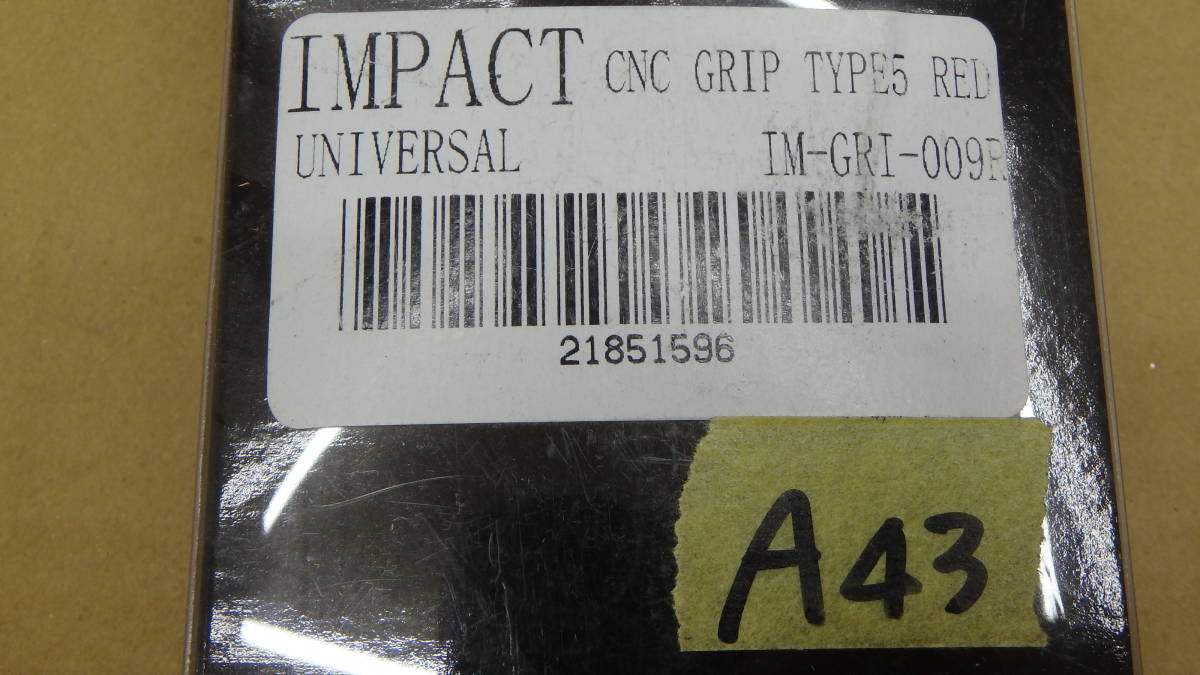 IMPACT CNC GRIP TYPE5 RED
UNIVERSAL IM-GRI-009R
21851596
A43